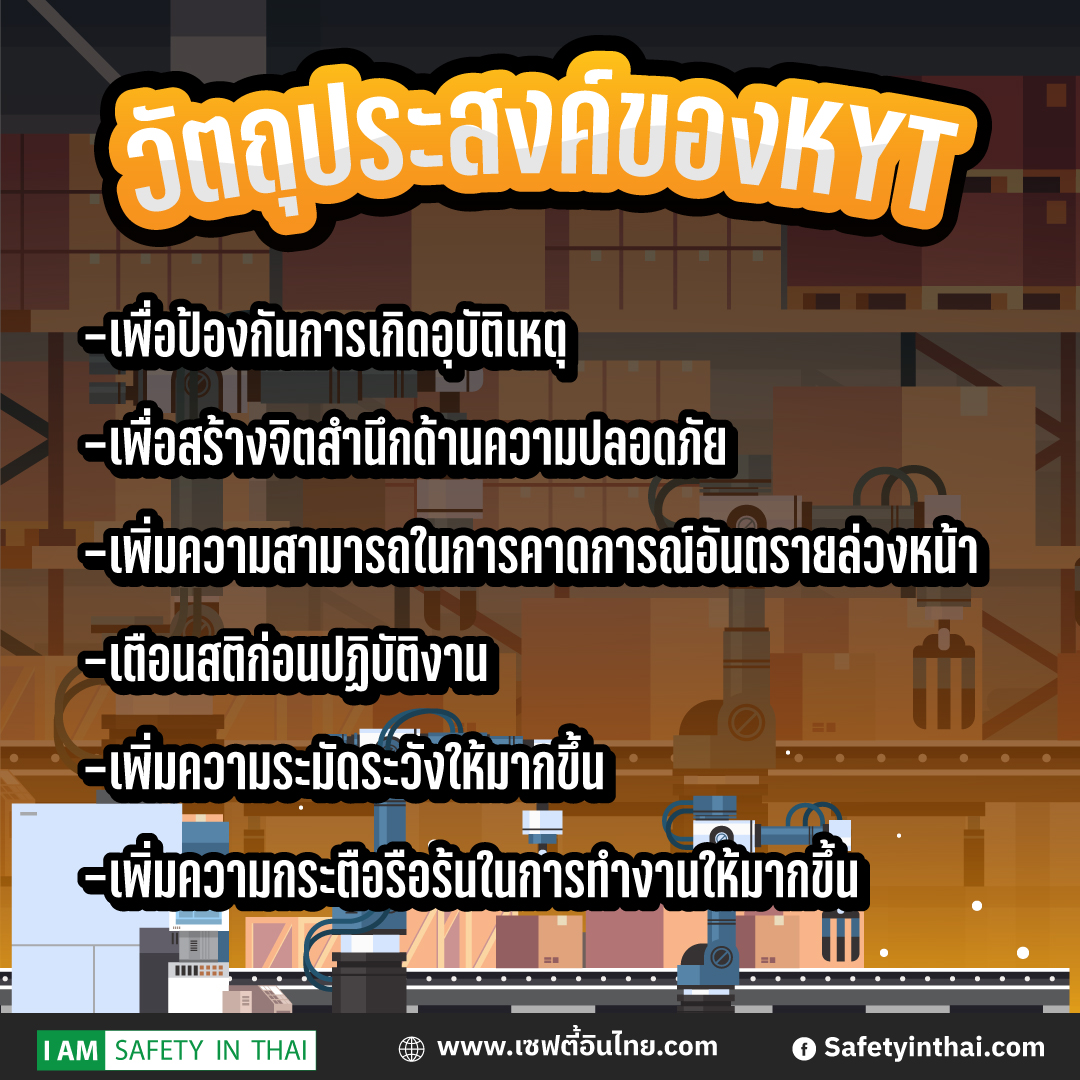 วัตถุประสงค์ของKYT
-เพื่อป้องกันการเกิดอุบัติเหตุ
-เพื่อสร้างจิตสำนึกด้านความปลอดภัย
-เพิ่มความสามารถในการคาดการณ์อันตรายล่วงหน้า
-เตือนสติก่อนปฏิบัติงาน
-เพิ่มความระมัดระวังให้มากขึ้น
-เพิ่มความกระตือรือร้นในการทำงานให้มากขึ้น
I AM SAFETY IN THAI www.เซฟตี้อินไทย.com Safetyinthai.com